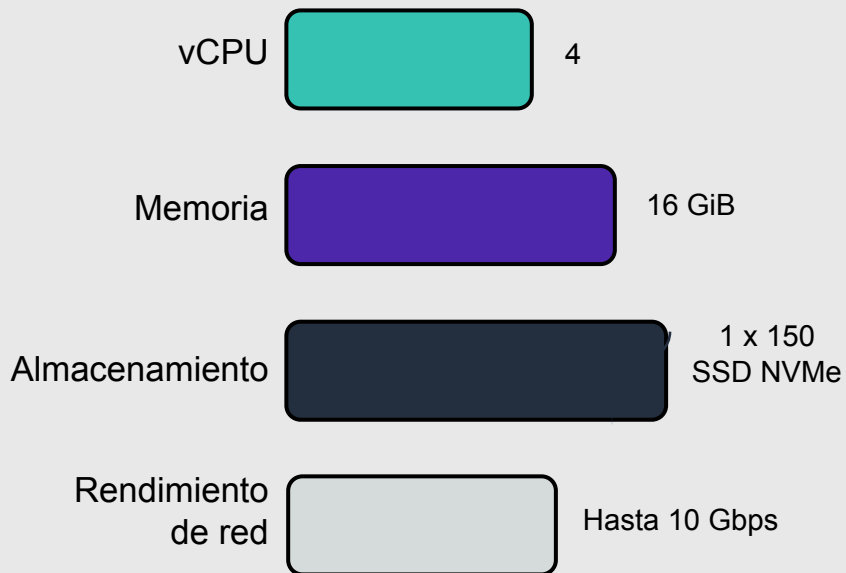 vCPU
4
Memoria
16 GiB
Almacenamiento
1 x 150
SSD NVMe
Rendimiento
de red
Hasta 10 Gbps